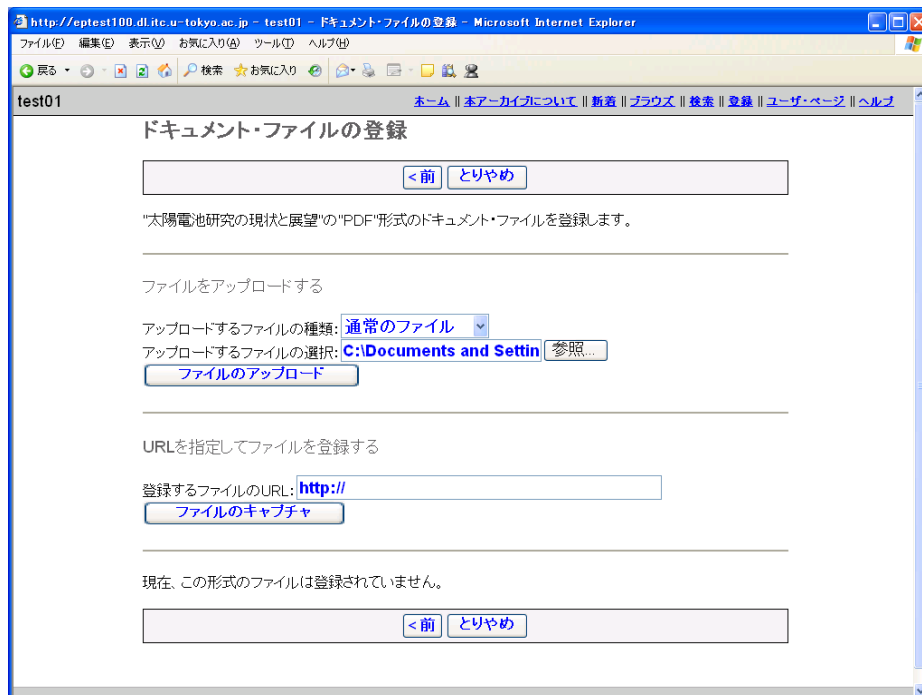 http://eptest100.dl.itc.u-tokyo.ac.jp - test01 - ドキュメント・ファイルの登録 - Microsoft Internet Explorer
ファイル(F) 編集(E) 表示(V) お気に入り(A) ツール(T) ヘルプ(H)
戻る 検索 お気に入り
test01 ホーム || 本アーカイブについて || 新着 || ブラウズ || 検索 || 登録 || ユーザ・ページ || ヘルプ
ドキュメント・ファイルの登録
< 前 とりやめ
"太陽電池研究の現状と展望"の"PDF"形式のドキュメント・ファイルを登録します。
ファイルをアップロードする
アップロードするファイルの種類: 通常のファイル
アップロードするファイルの選択: C:\Documents and Settin 参照...
ファイルのアップロード
URLを指定してファイルを登録する
登録するファイルのURL: http://
ファイルのキャプチャ
現在、この形式のファイルは登録されていません。
< 前 とりやめ